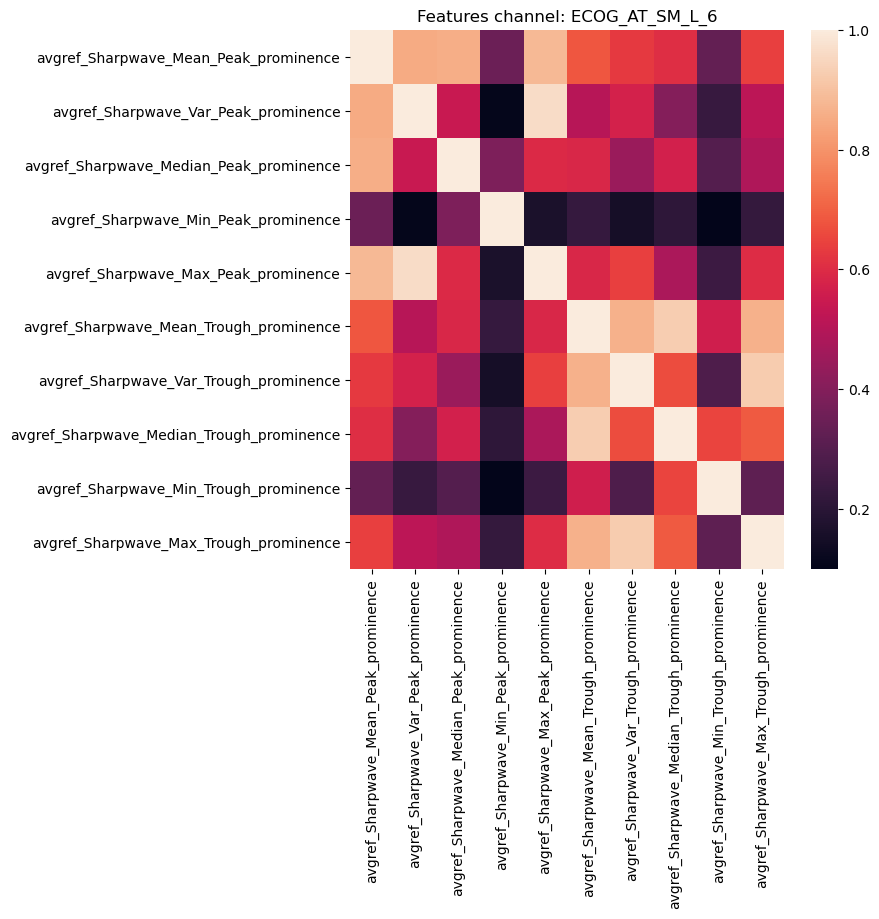 Features channel: ECOG_AT_SM_L_6
avgref_Sharpwave_Mean_Peak_prominence
avgref_Sharpwave_Var_Peak_prominence
avgref_Sharpwave_Median_Peak_prominence
avgref_Sharpwave_Min_Peak_prominence
avgref_Sharpwave_Max_Peak_prominence
avgref_Sharpwave_Mean_Trough_prominence
avgref_Sharpwave_Var_Trough_prominence
avgref_Sharpwave_Median_Trough_prominence
avgref_Sharpwave_Min_Trough_prominence
avgref_Sharpwave_Max_Trough_prominence
1.0
0.8
0.6
0.4
0.2
avgref_Sharpwave_Mean_Peak_prominence
avgref_Sharpwave_Var_Peak_prominence
avgref_Sharpwave_Median_Peak_prominence
avgref_Sharpwave_Min_Peak_prominence
avgref_Sharpwave_Max_Peak_prominence
avgref_Sharpwave_Mean_Trough_prominence
avgref_Sharpwave_Var_Trough_prominence
avgref_Sharpwave_Median_Trough_prominence
avgref_Sharpwave_Min_Trough_prominence
avgref_Sharpwave_Max_Trough_prominence